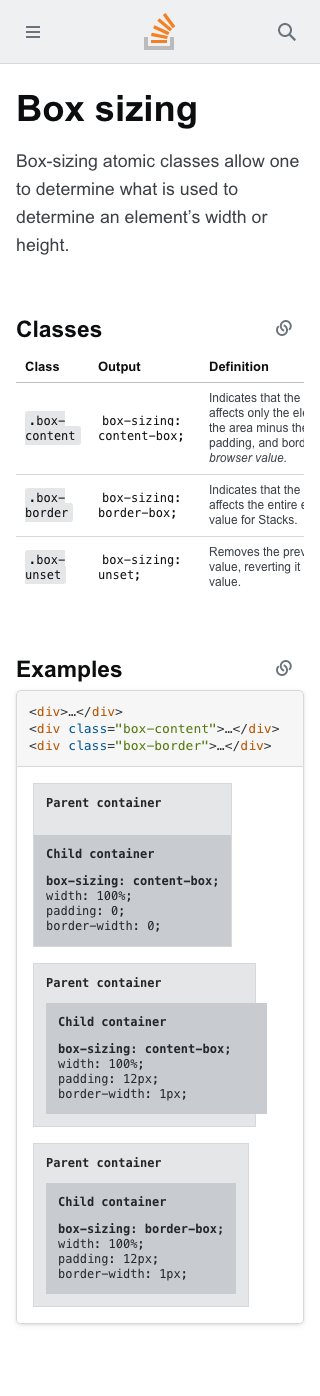 Box sizing
Box-sizing atomic classes allow one
to determine what is used to
determine an element’s width or
height.
Classes
Class Output Definition
.box-content box-sizing: content-box; Indicates that the
affects only the
the area minus the
padding, and
browser value.
.box-border box-sizing: border-box; Indicates that the
affects the entire
value for Stacks.
.box-unset box-sizing: unset; Removes the
value, reverting it
value.
Examples
<div>…</div>
<div class="box-content">…</div>
<div class="box-border">…</div>
Parent container
Child container
box-sizing: content-box;
width: 100%;
padding: 0;
border-width: 0;
Parent container
Child container
box-sizing: content-box;
width: 100%;
padding: 12px;
border-width: 1px;
Parent container
Child container
box-sizing: border-box;
width: 100%;
padding: 12px;
border-width: 1px;